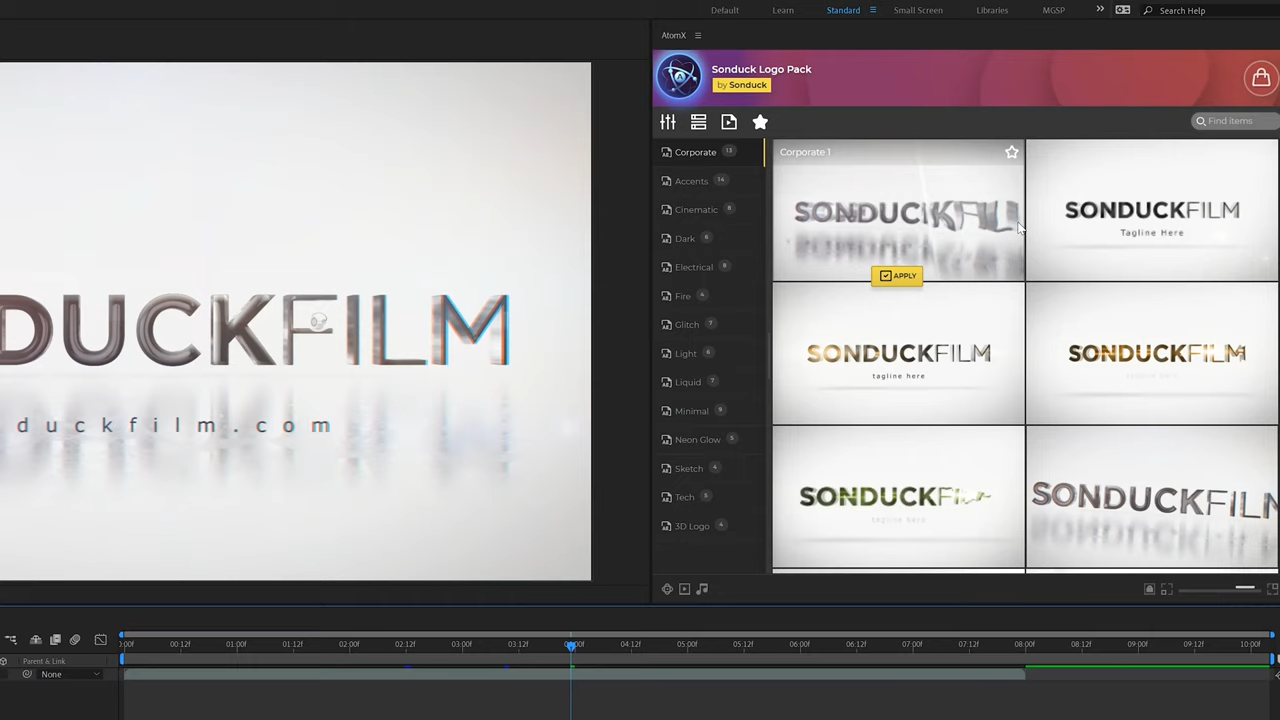 Default Learn Standard Small Screen Libraries MGSP Search Help
AtomX
Sonduck Logo Pack
by Sonduck
Find items
Corporate 13
Accents 14
Cinematic 8
Dark 6
Electrical 8
Fire 4
Glitch 7
Light 6
Liquid 7
Minimal 9
Neon Glow 5
Sketch 4
Tech 5
3D Logo 4
Corporate 1
SONDUCKFILM
APPLY
SONDUCKFILM
Tagline Here
SONDUCKFILM
tagline here
SONDUCKFILM
SONDUCKFilm
tagline here
SONDUCKFILM
DUCKFILM
duckfilm.com
:00f 00:12f 01:00f 01:12f 02:00f 02:12f 03:00f 03:12f 04:12f 05:00f 05:12f 06:00f 06:12f 07:00f 07:12f 08:00f 08:12f 09:00f 09:12f 10:00f
Parent & Link
None